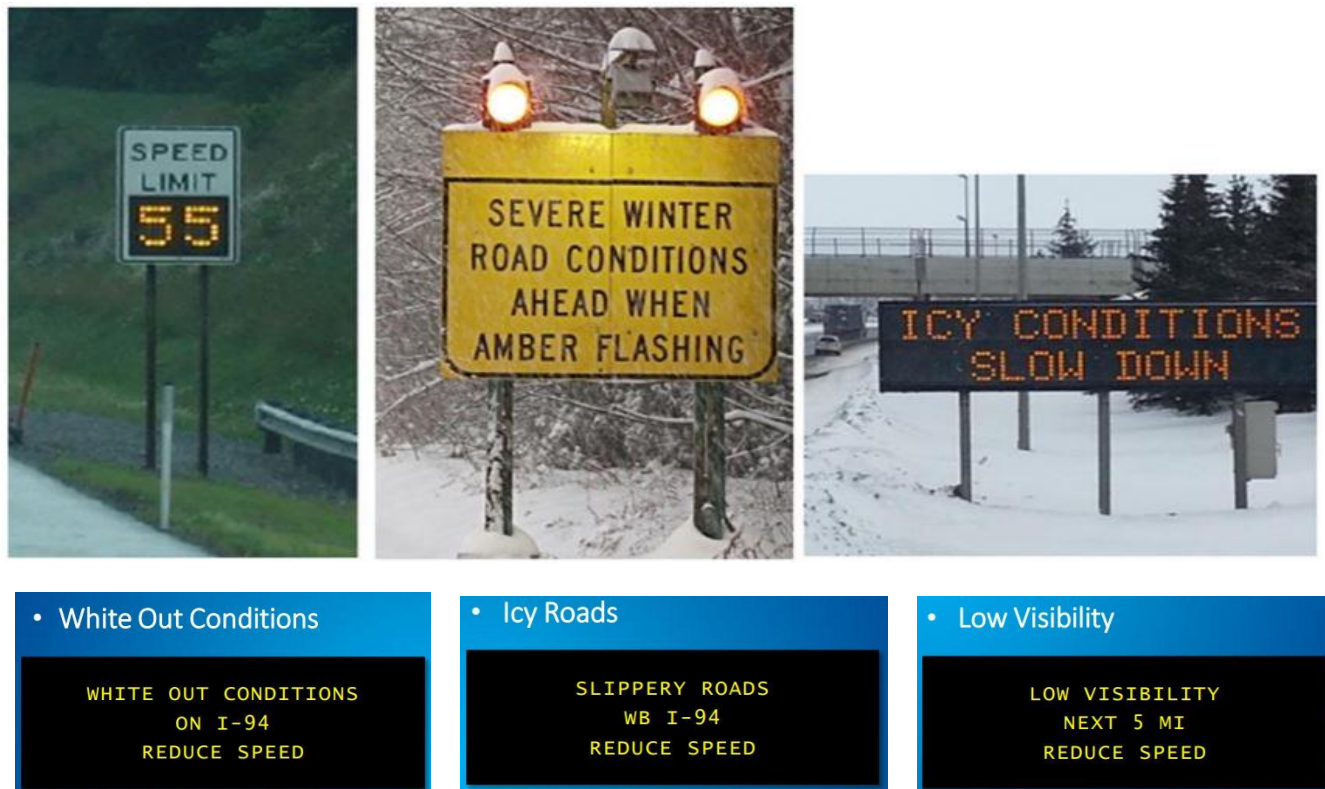 SPEED
LIMIT
55
SEVERE WINTER
ROAD CONDITIONS
AHEAD WHEN
AMBER FLASHING
ICY CONDITIONS
SLOW DOWN
• White Out Conditions
WHITE OUT CONDITIONS
ON I-94
REDUCE SPEED
• Icy Roads
SLIPPERY ROADS
WB I-94
REDUCE SPEED
• Low Visibility
LOW VISIBILITY
NEXT 5 MI
REDUCE SPEED